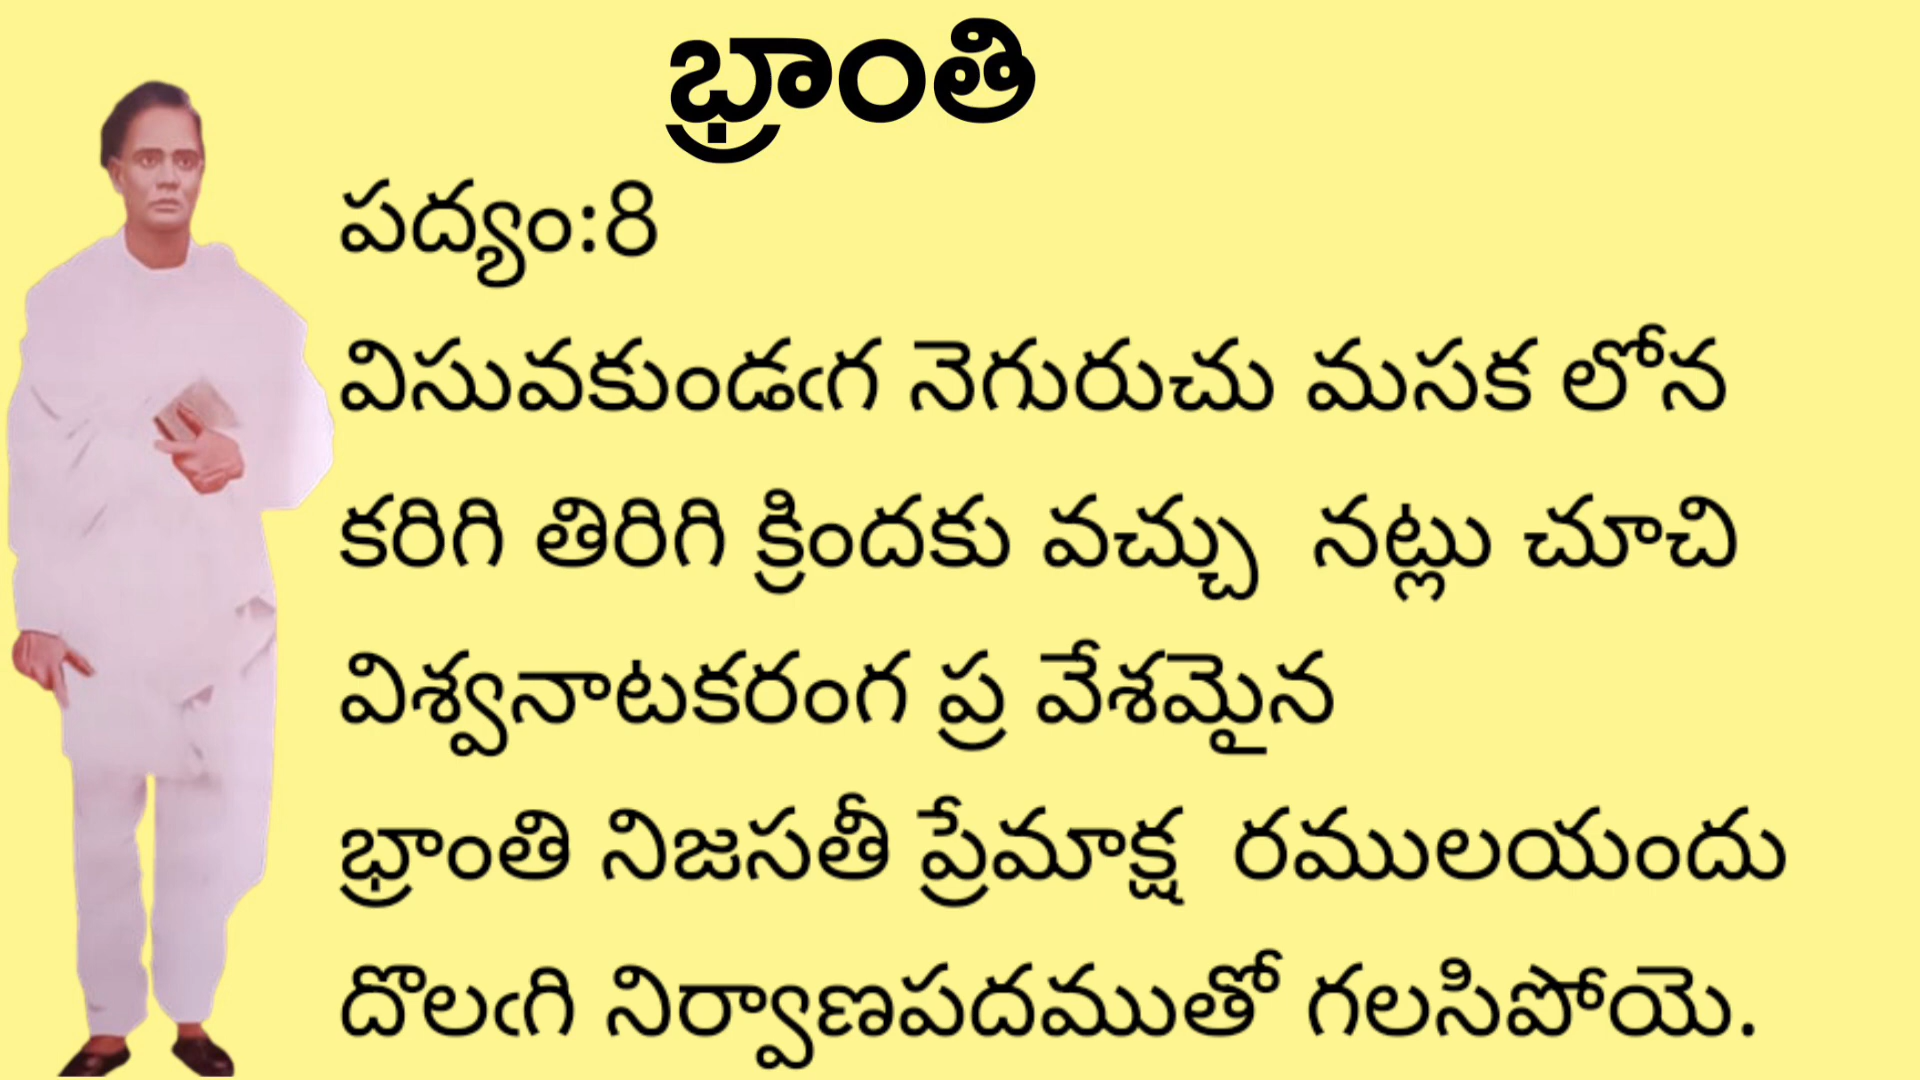 భ్రాంతి
పద్యం:8
విసువకుండఁగ నెగురుచు మసక లోన
కరిగి తిరిగి క్రిందకు వచ్చు నట్లు చూచి
విశ్వనాటకరంగ ప్ర వేశమైన
భ్రాంతి నిజసతీ ప్రేమాక్ష రములయందు
దొలఁగి నిర్వాణపదముతో గలసిపోయె.